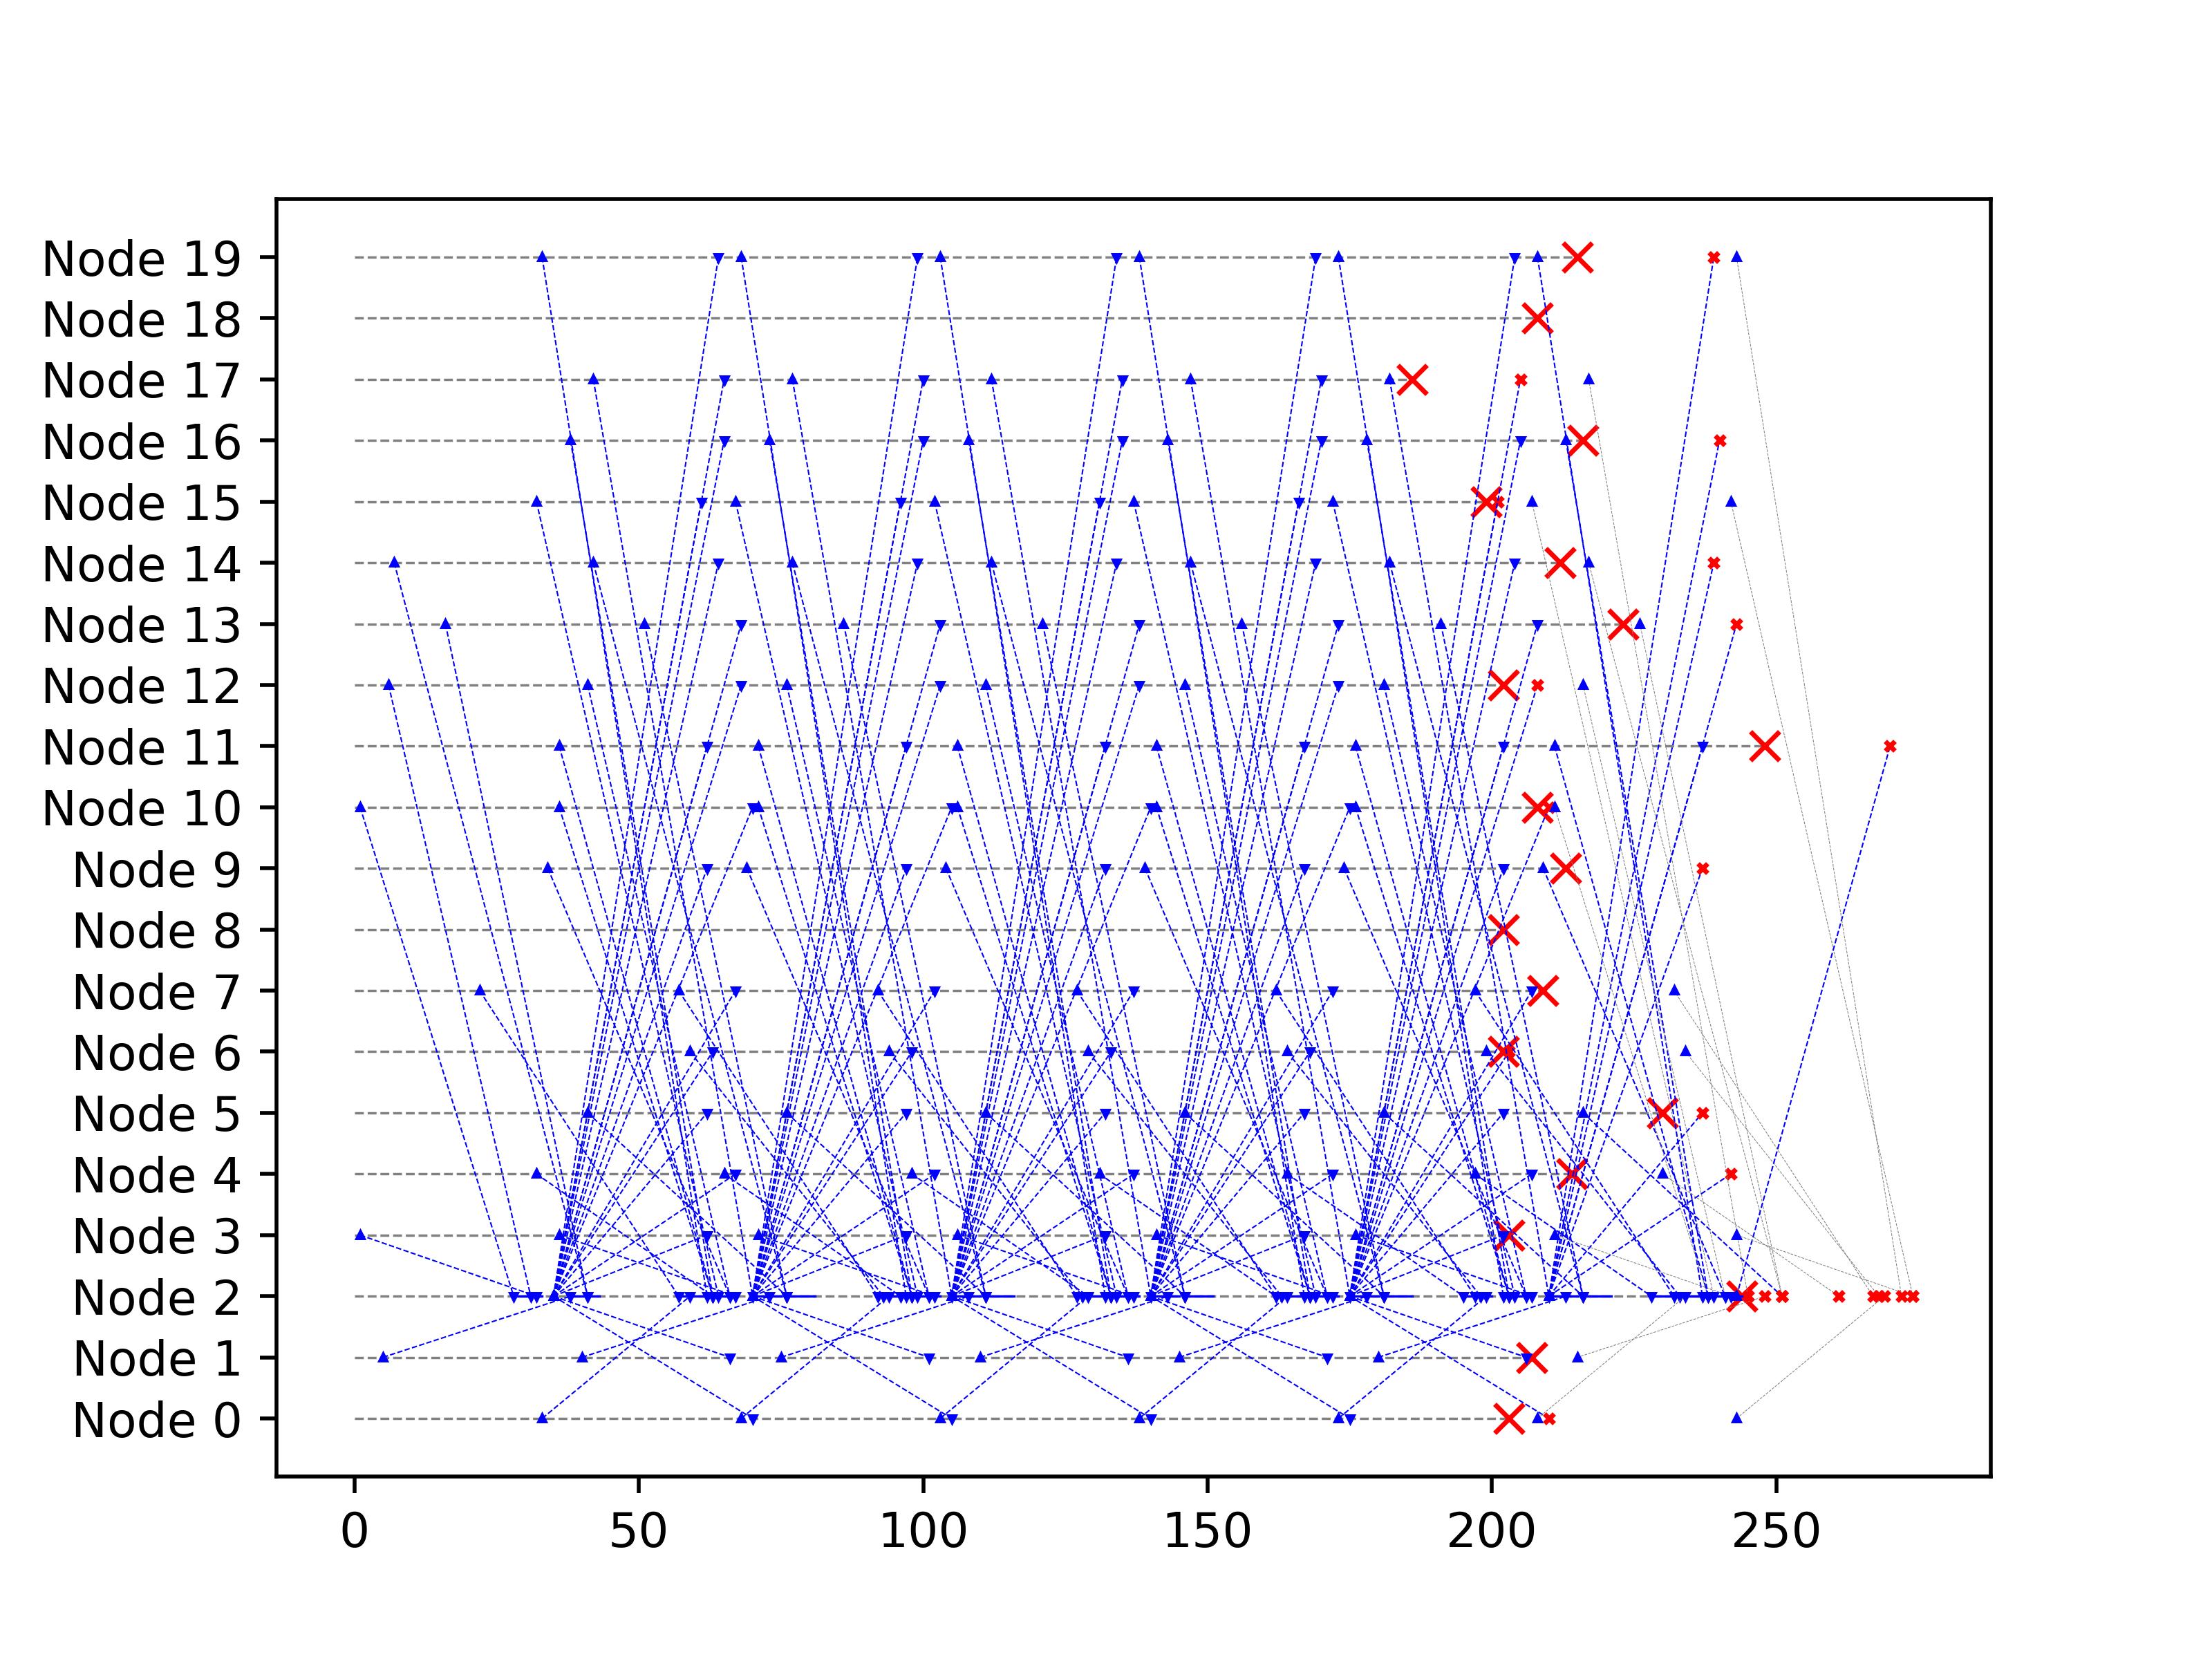 Node 19
Node 18
Node 17
Node 16
Node 15
Node 14
Node 13
Node 12
Node 11
Node 10
Node 9
Node 8
Node 7
Node 6
Node 5
Node 4
Node 3
Node 2
Node 1
Node 0
0 50 100 150 200 250